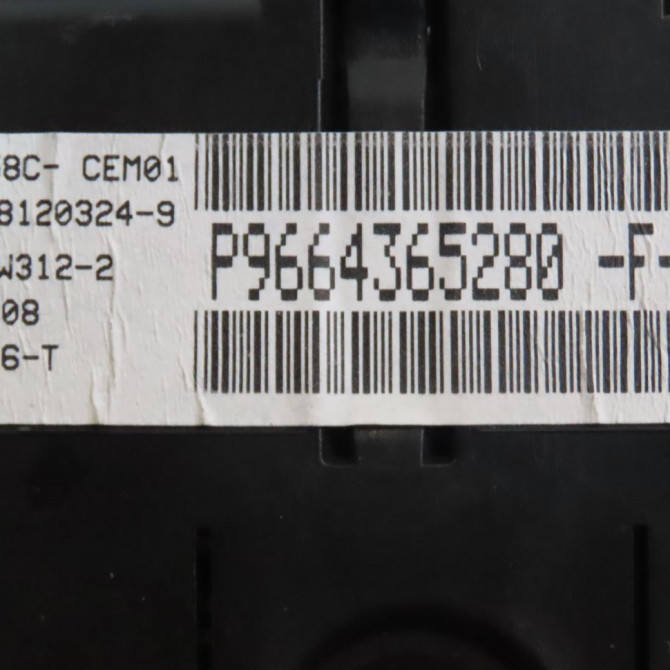 8C- CEM01
8120324-9
W312-2
08
6-T
P9664365280 -F-